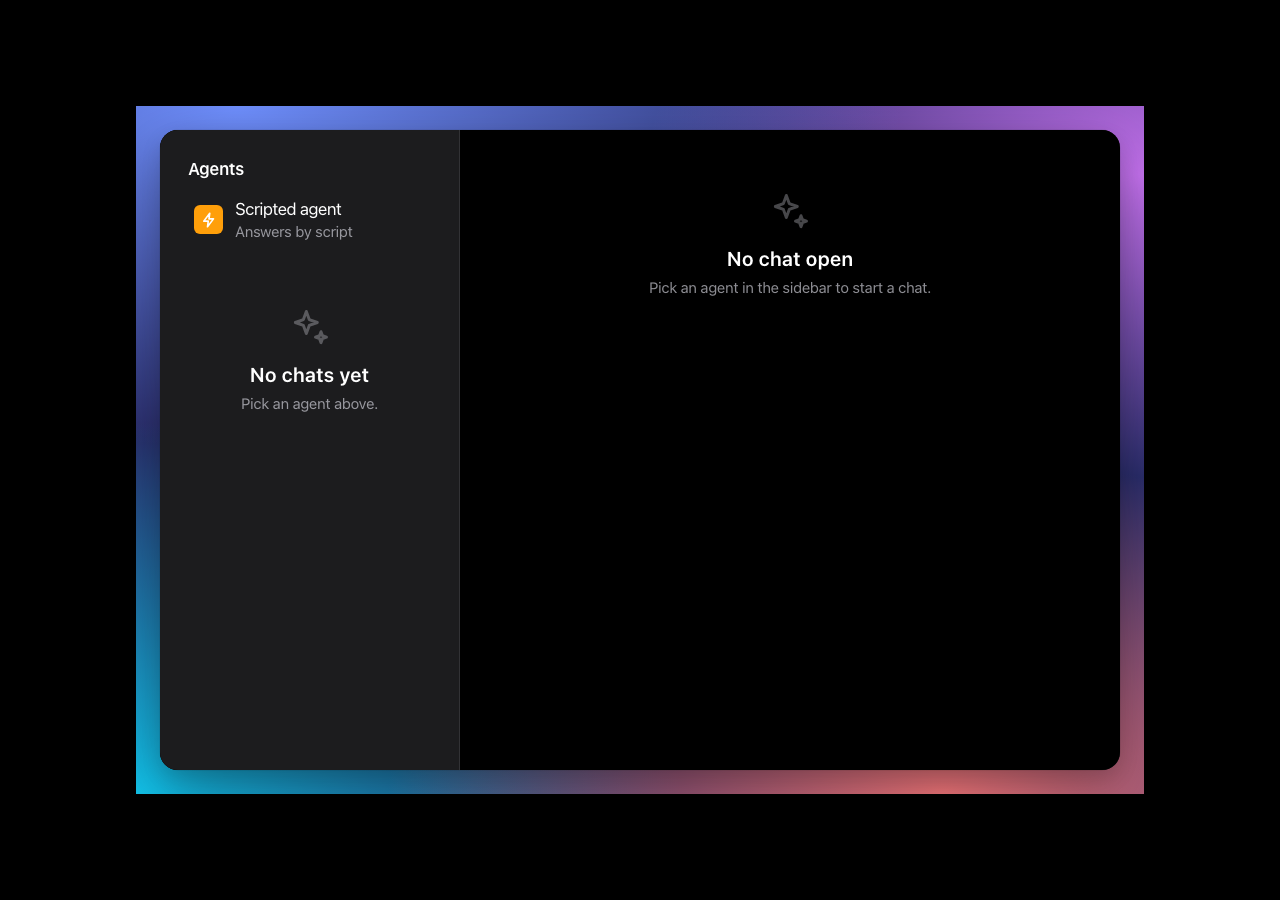 Agents
Scripted agent
Answers by script
No chats yet
Pick an agent above.
No chat open
Pick an agent in the sidebar to start a chat.